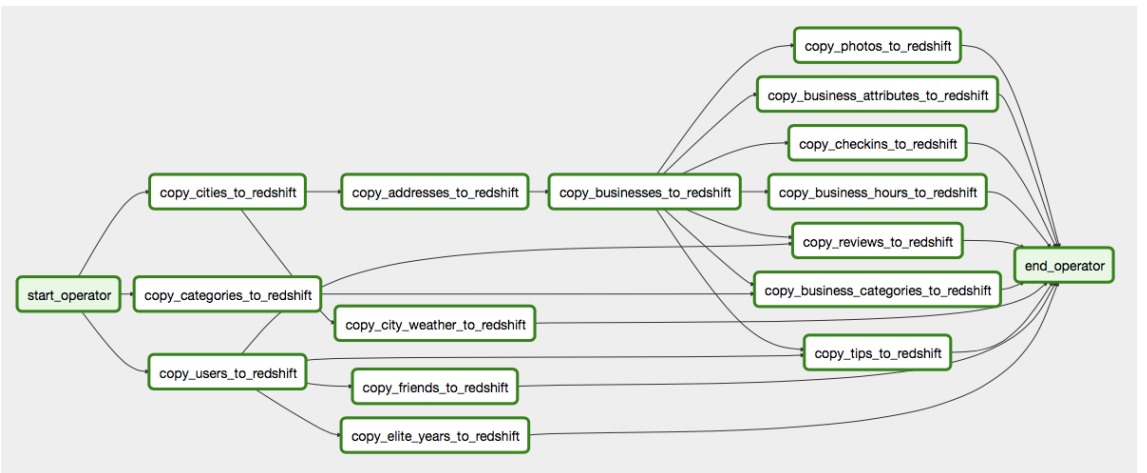 copy_photos_to_redshift
copy_business_attributes_to_redshift
copy_checkins_to_redshift
copy_cities_to_redshift
copy_addresses_to_redshift
copy_businesses_to_redshift
copy_business_hours_to_redshift
copy_reviews_to_redshift
end_operator
start_operator
copy_categories_to_redshift
copy_business_categories_to_redshift
copy_city_weather_to_redshift
copy_tips_to_redshift
copy_users_to_redshift
copy_friends_to_redshift
copy_elite_years_to_redshift